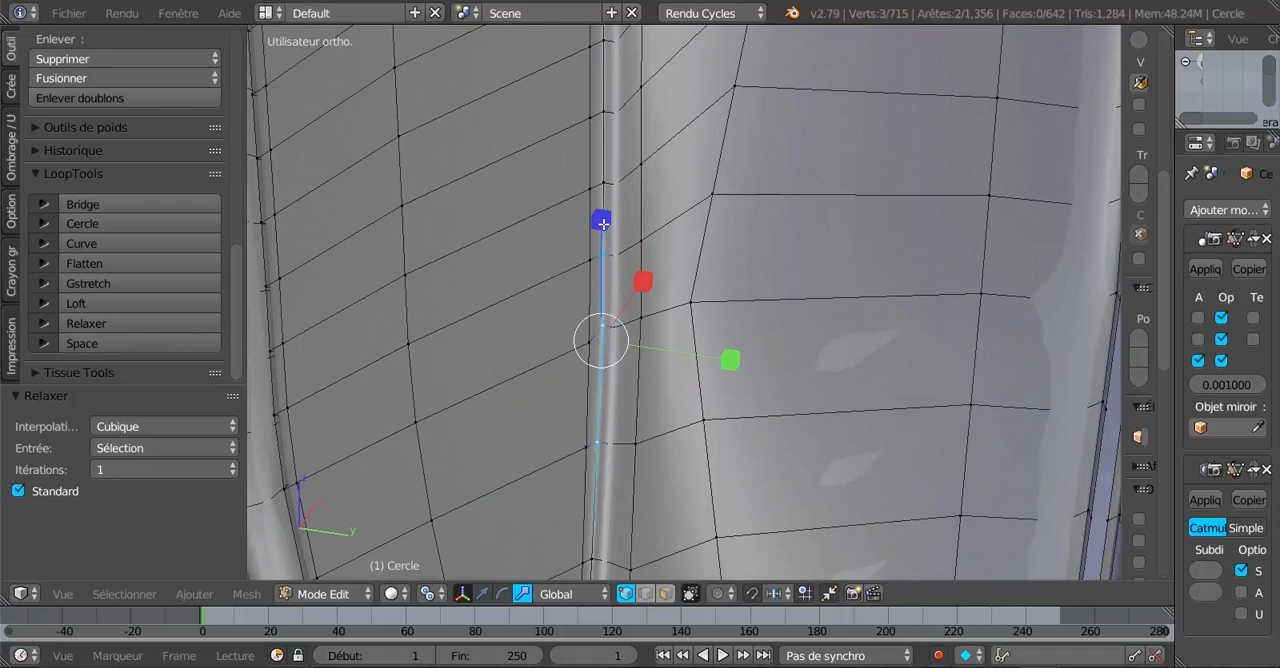 Fichier Rendu Fenêtre Aide Default Scene Rendu Cycles v2.79 | Verts:3/715 | Arêtes:2/1,356 | Faces:0/642 | Tris:1,284 | Mem:48.24M | Cercle
Outil
Crée
Ombrage / U
Option
Crayon gr
Impression
Enlever :
Supprimer
Fusionner
Enlever doublons
Outils de poids
Historique
LoopTools
Bridge
Cercle
Curve
Flatten
Gstretch
Loft
Relaxer
Space
Tissue Tools
Relaxer
Interpolati... Cubique
Entrée: Sélection
Itérations: 1
Standard
Utilisateur ortho.
z
y
(1) Cercle
V
Tr
C
Po
Af
Vue
era
Ce
Ajouter mo...
Appliq Copier
A Op Te
0.001000
Objet miroir :
Appliq Copier
Catmu Simple
Subdi Optio
S
A
U
Vue Sélectionner Ajouter Mesh Mode Edit Global
-40 -20 0 20 40 60 80 100 120 140 160 180 200 220 240 260 280
Vue Marqueur Frame Lecture Début: 1 Fin: 250 1 Pas de synchro